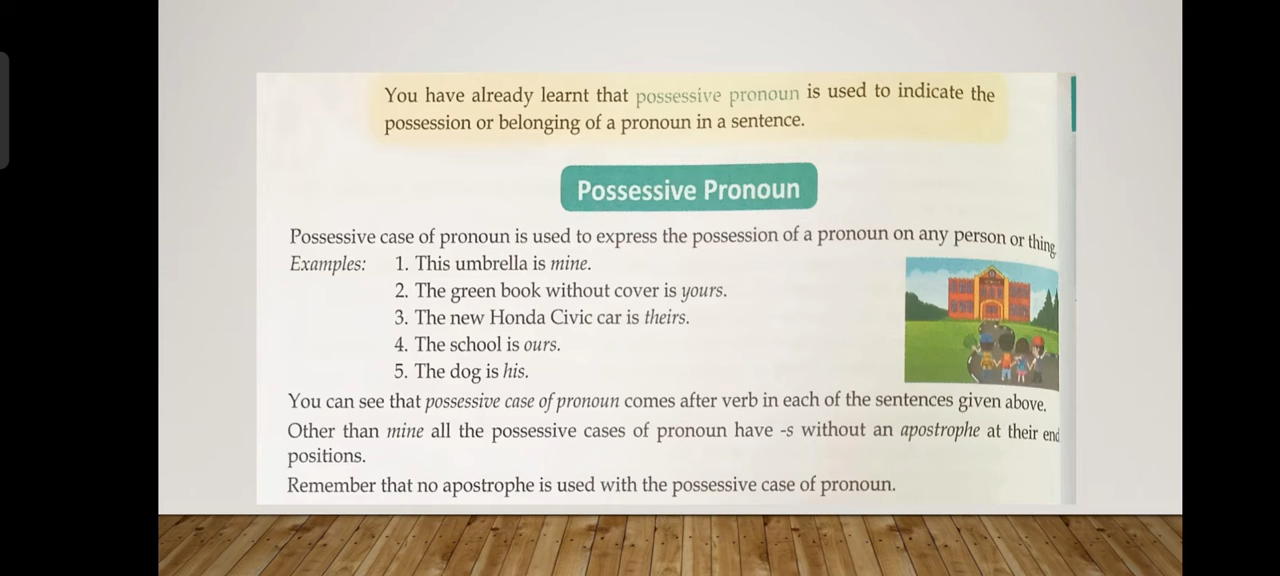 You have already learnt that possessive pronoun is used to indicate the
possession or belonging of a pronoun in a sentence.
Possessive Pronoun
Possessive case of pronoun is used to express the possession of a pronoun on any person or thing
Examples: 1. This umbrella is mine.
2. The green book without cover is yours.
3. The new Honda Civic car is theirs.
4. The school is ours.
5. The dog is his.
You can see that possessive case of pronoun comes after verb in each of the sentences given above.
Other than mine all the possessive cases of pronoun have -s without an apostrophe at their end
positions.
Remember that no apostrophe is used with the possessive case of pronoun.